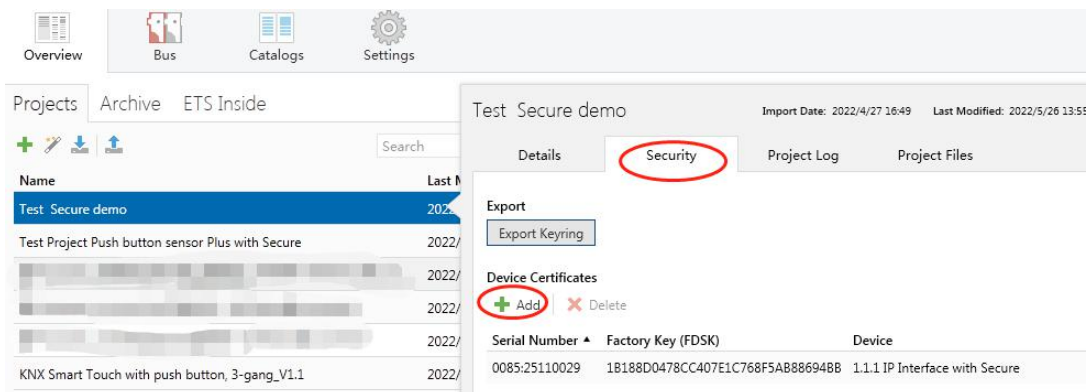 Overview Bus Catalogs Settings
Projects Archive ETS Inside
Search
Name Last M
Test Secure demo 2022
Test Project Push button sensor Plus with Secure 2022/
2022/
2022/
2022/
KNX Smart Touch with push button, 3-gang_V1.1 2022/
Test Secure demo Import Date: 2022/4/27 16:49 Last Modified: 2022/5/26 13:55
Details Security Project Log Project Files
Export
Export Keyring
Device Certificates
Add Delete
Serial Number Factory Key (FDSK) Device
0085:25110029 1B188D0478CC407E1C768F5AB88694BB 1.1.1 IP Interface with Secure